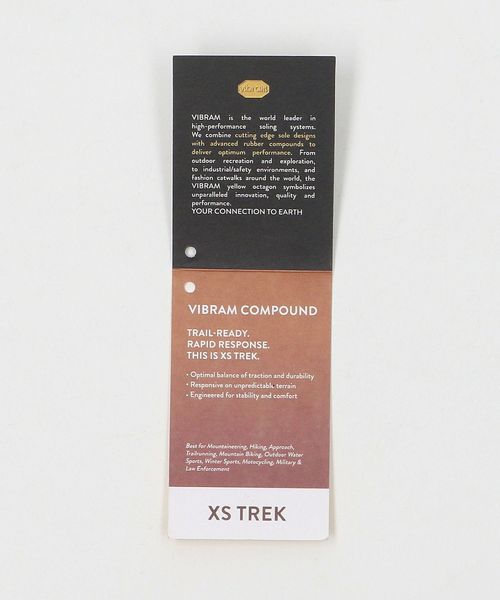 vibram
VIBRAM is the world leader in
high-performance soling systems.
We combine cutting edge sole designs
with advanced rubber compounds to
deliver optimum performance. From
outdoor recreation and exploration,
to industrial/safety environments, and
fashion catwalks around the world, the
VIBRAM yellow octagon symbolizes
unparalleled innovation, quality and
performance.
YOUR CONNECTION TO EARTH
VIBRAM COMPOUND
TRAIL-READY.
RAPID RESPONSE.
THIS IS XS TREK.
• Optimal balance of traction and durability
• Responsive on unpredictable terrain
• Engineered for stability and comfort
Best for Mountaineering, Hiking, Approach,
Trailrunning, Mountain Biking, Outdoor Water
Sports, Winter Sports, Motocycling, Military &
Law Enforcement
XS TREK